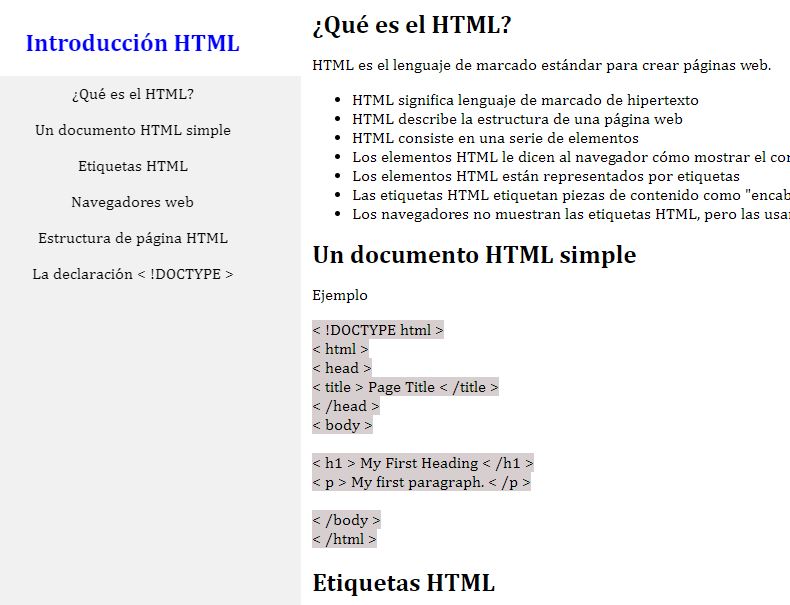 Introducción HTML
¿Qué es el HTML?
Un documento HTML simple
Etiquetas HTML
Navegadores web
Estructura de página HTML
La declaración < !DOCTYPE >
¿Qué es el HTML?
HTML es el lenguaje de marcado estándar para crear páginas web.
HTML significa lenguaje de marcado de hipertexto
HTML describe la estructura de una página web
HTML consiste en una serie de elementos
Los elementos HTML le dicen al navegador cómo mostrar el
Los elementos HTML están representados por etiquetas
Las etiquetas HTML etiquetan piezas de contenido como
Los navegadores no muestran las etiquetas HTML, pero las
Un documento HTML simple
Ejemplo
< !DOCTYPE html >
< html >
< head >
< title > Page Title < /title >
< /head >
< body >
< h1 > My First Heading < /h1 >
< p > My first paragraph. < /p >
< /body >
< /html >
Etiquetas HTML